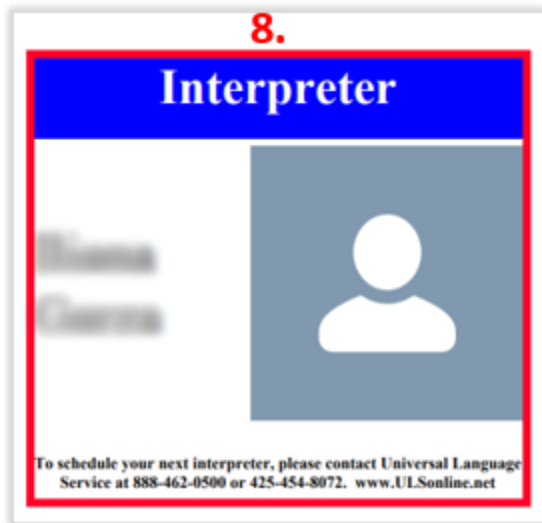 8.
Interpreter
To schedule your next interpreter, please contact Universal Language
Service at 888-462-0500 or 425-454-8072. www.ULSonline.net